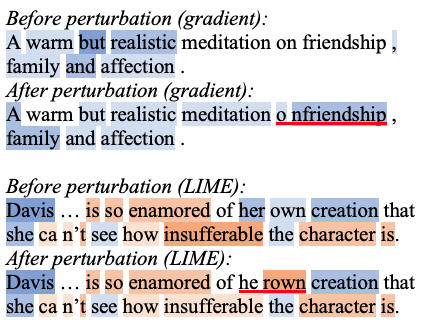 Before perturbation (gradient):
A warm but realistic meditation on friendship ,
family and affection .
After perturbation (gradient):
A warm but realistic meditation o nfriendship ,
family and affection .
Before perturbation (LIME):
Davis … is so enamored of her own creation that
she ca n't see how insufferable the character is.
After perturbation (LIME):
Davis … is so enamored of he rown creation that
she ca n't see how insufferable the character is.